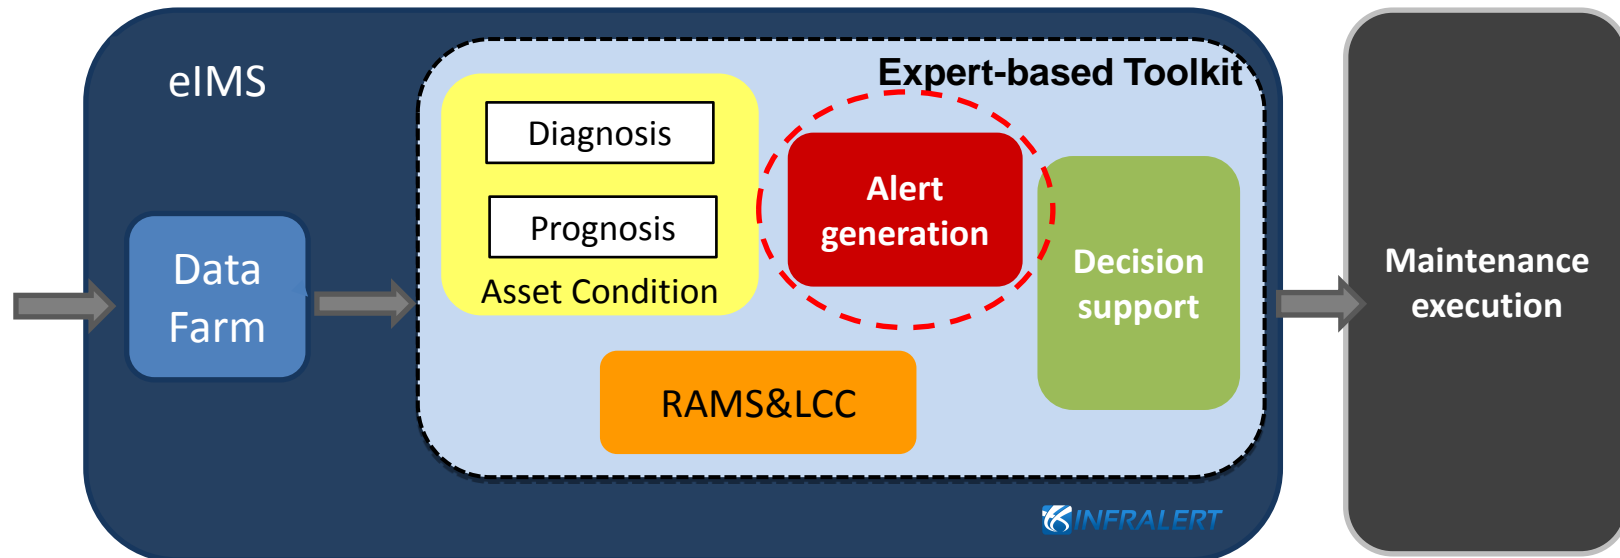 eIMS
Expert-based Toolkit
Diagnosis
Prognosis
Asset Condition
Alert
generation
Data
Farm
Decision
support
RAMS&LCC
Maintenance
execution
INFRALERT